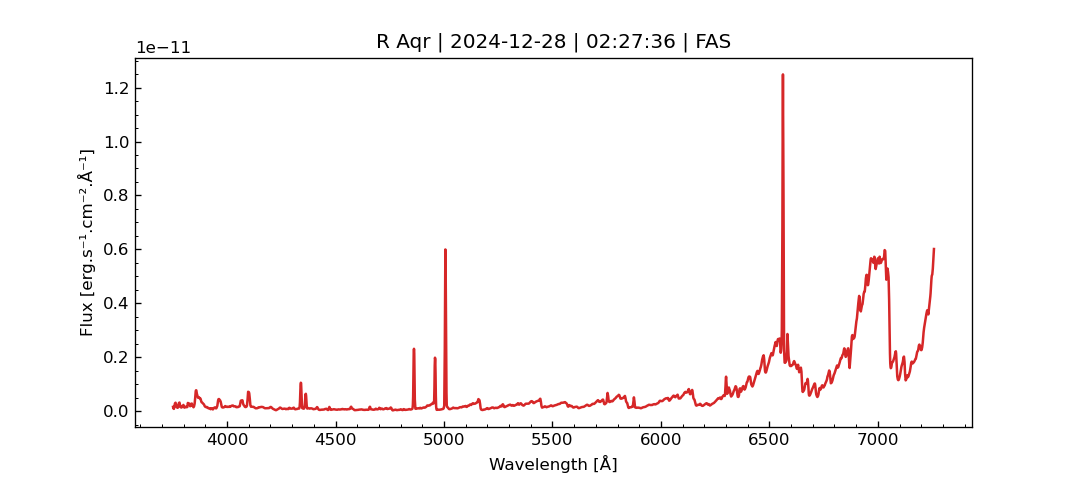 R Aqr | 2024-12-28 | 02:27:36 | FAS
1e−11
1.2
1.0
0.8
0.6
0.4
0.2
0.0
Flux [erg.s⁻¹.cm⁻².Å⁻¹]
4000 4500 5000 5500 6000 6500 7000
Wavelength [Å]